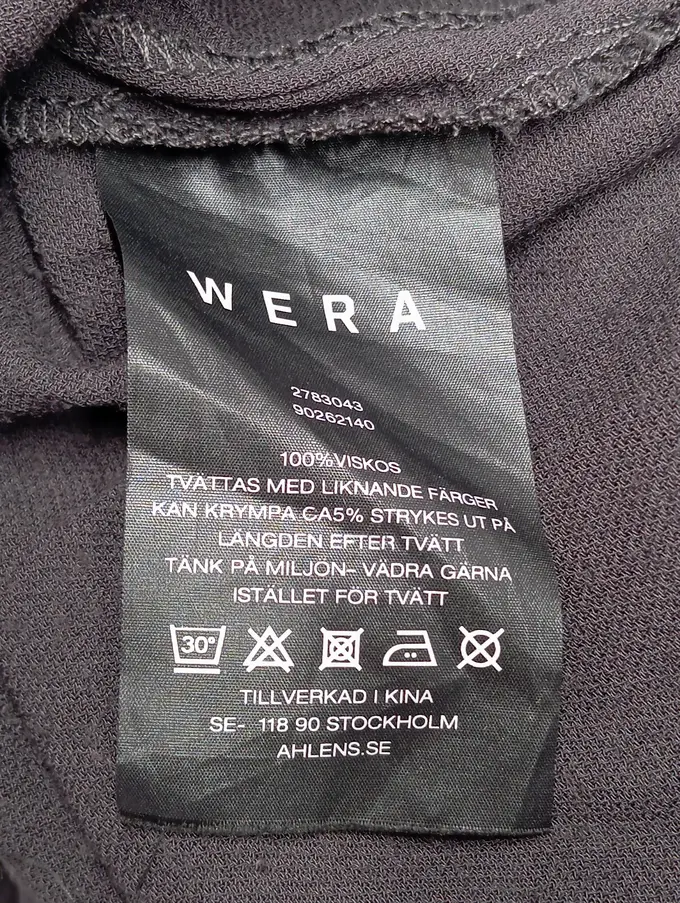 WERA
2783043
90262140
100%VISKOS
TVÄTTAS MED LIKNANDE FÄRGER
KAN KRYMPA CA5% STRYKES UT PÅ
LÄNGDEN EFTER TVÄTT
TÄNK PÅ MILJÖN- VÄDRA GÄRNA
ISTÄLLET FÖR TVÄTT
30°
TILLVERKAD I KINA
SE- 118 90 STOCKHOLM
AHLENS.SE